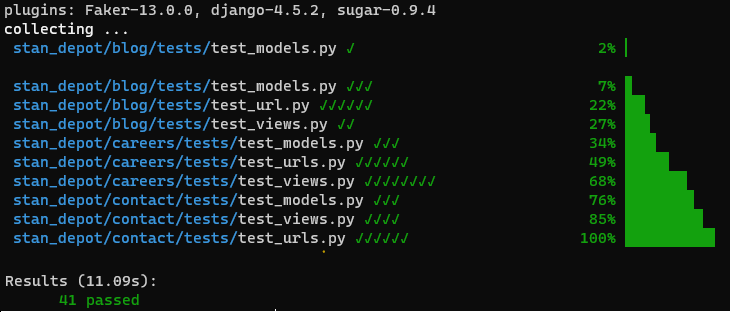 plugins: Faker-13.0.0, django-4.5.2, sugar-0.9.4
collecting ...
stan_depot/blog/tests/test_models.py ✓ 2%
stan_depot/blog/tests/test_models.py ✓✓✓ 7%
stan_depot/blog/tests/test_url.py ✓✓✓✓✓✓ 22%
stan_depot/blog/tests/test_views.py ✓✓ 27%
stan_depot/careers/tests/test_models.py ✓✓✓ 34%
stan_depot/careers/tests/test_urls.py ✓✓✓✓✓✓ 49%
stan_depot/careers/tests/test_views.py ✓✓✓✓✓✓✓✓ 68%
stan_depot/contact/tests/test_models.py ✓✓✓ 76%
stan_depot/contact/tests/test_views.py ✓✓✓✓ 85%
stan_depot/contact/tests/test_urls.py ✓✓✓✓✓✓ 100%
Results (11.09s):
41 passed